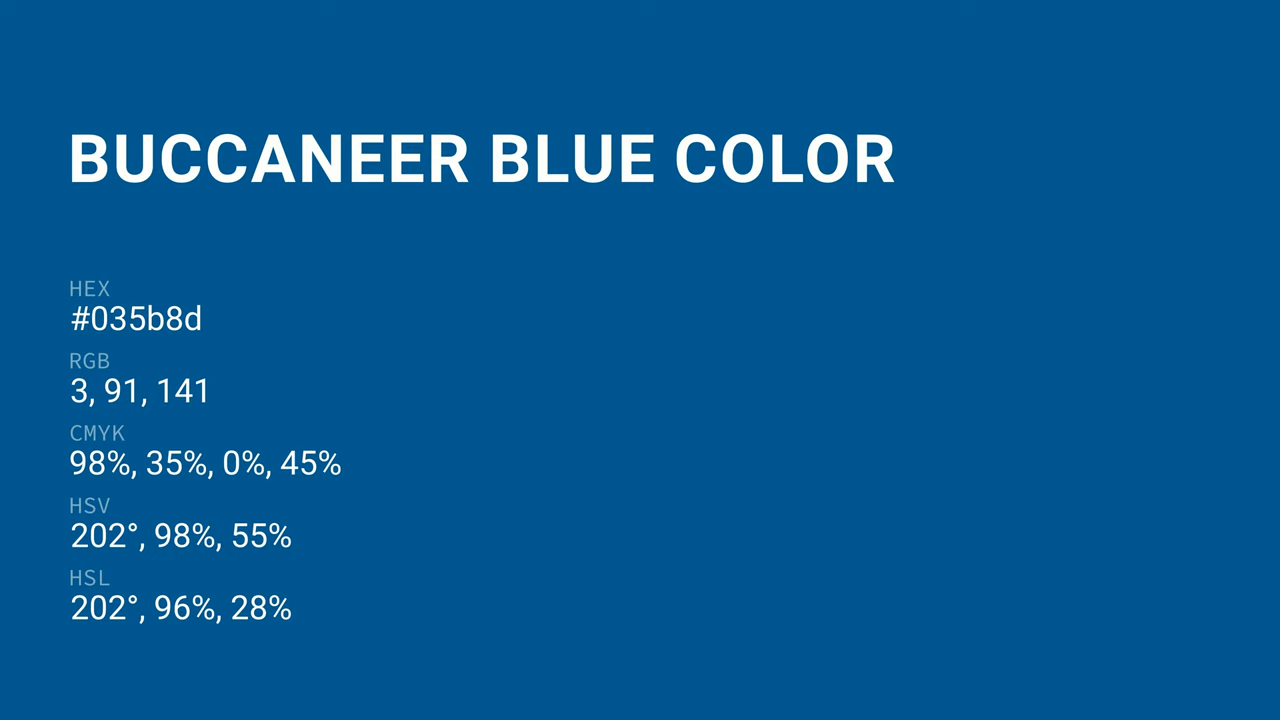 BUCCANEER BLUE COLOR
HEX
#035b8d
RGB
3, 91, 141
CMYK
98%, 35%, 0%, 45%
HSV
202°, 98%, 55%
HSL
202°, 96%, 28%